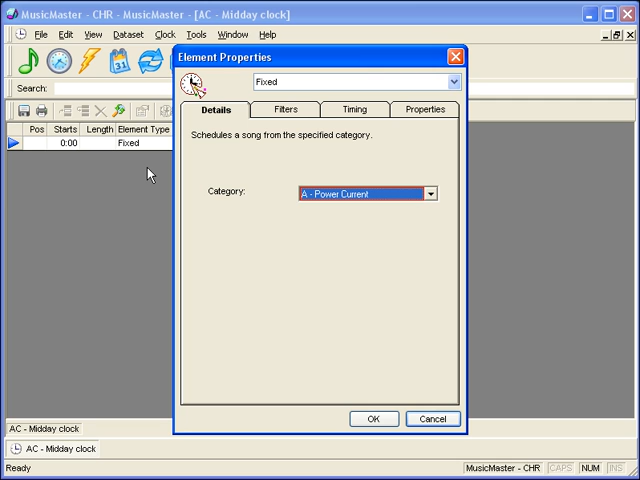 MusicMaster - CHR - MusicMaster - [AC - Midday clock]
File Edit View Dataset Clock Tools Window Help
31
Search:
Pos Starts Length Element Type
0:00 Fixed
Element Properties
Fixed
Details Filters Timing Properties
Schedules a song from the specified category.
Category: A - Power Current
OK Cancel
AC - Midday clock
AC - Midday clock
Ready MusicMaster - CHR CAPS NUM INS